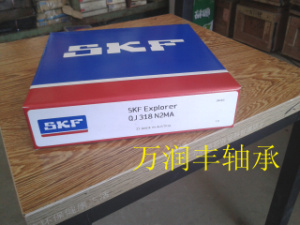 SKF
SKF
SKF Explorer
QJ 318 N2MA
万润丰轴承